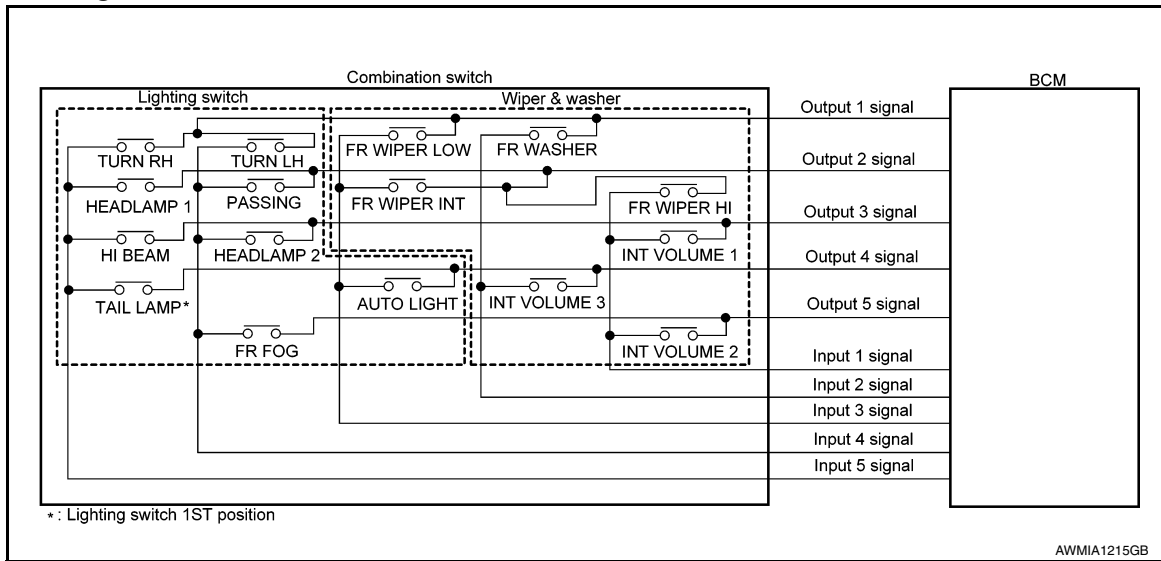 Combination switch
BCM
Lighting switch
Wiper & washer
Output 1 signal
TURN RH
TURN LH
FR WIPER LOW
FR WASHER
Output 2 signal
HEADLAMP 1
PASSING
FR WIPER INT
FR WIPER HI
Output 3 signal
HI BEAM
HEADLAMP 2
INT VOLUME 1
Output 4 signal
TAIL LAMP*
AUTO LIGHT
INT VOLUME 3
Output 5 signal
FR FOG
INT VOLUME 2
Input 1 signal
Input 2 signal
Input 3 signal
Input 4 signal
Input 5 signal
* : Lighting switch 1ST position
AWMIA1215GB